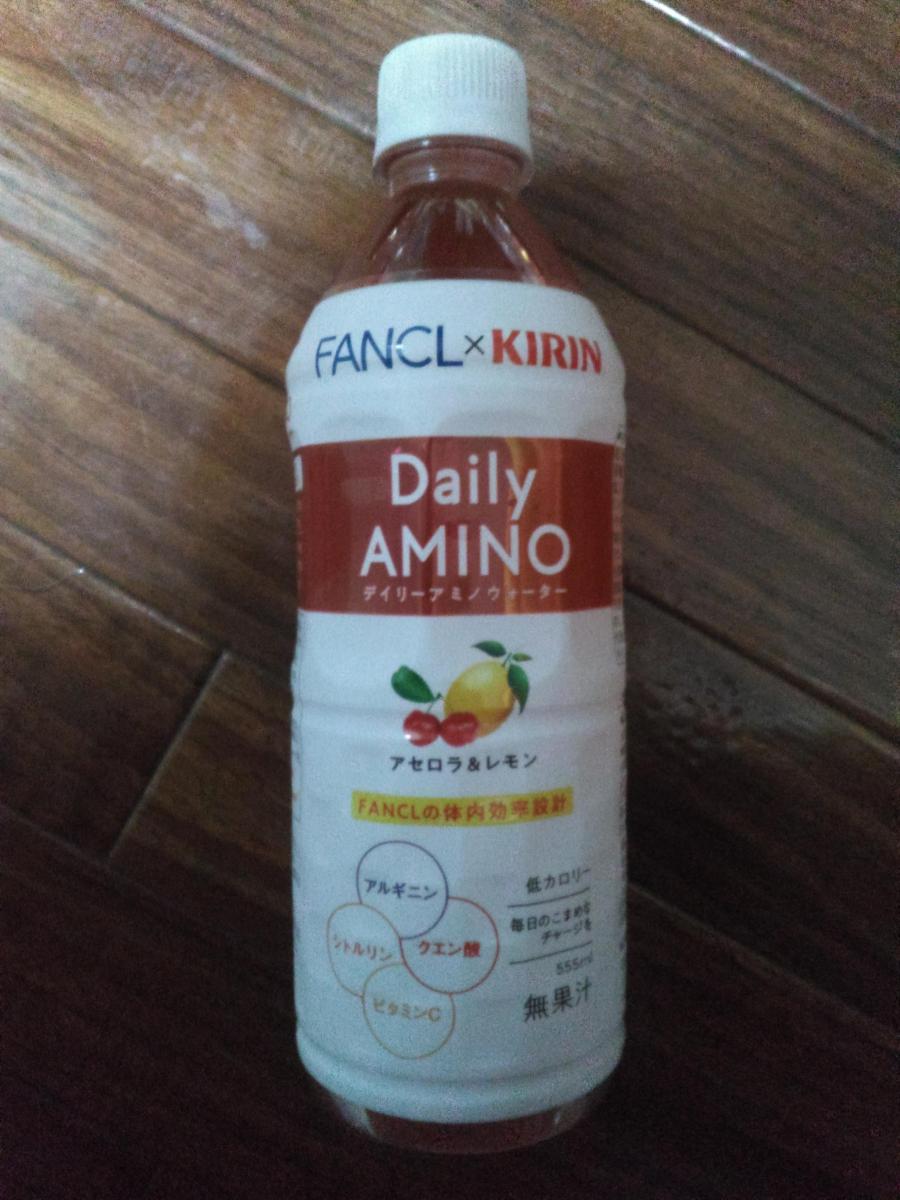 FANCL×KIRIN
Daily
AMINO
デイリーアミノウォーター
アセロラ&レモン
FANCLの体内効率設計
アルギニン
シトルリン
クエン酸
ビタミンC
低カロリー
毎日のこまめな
チャージを
555ml
無果汁